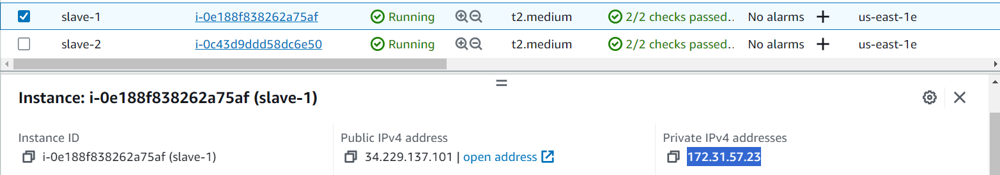 slave-1 i-0e188f838262a75af Running t2.medium 2/2 checks passed.. No alarms + us-east-1e
slave-2 i-0c43d9ddd58dc6e50 Running t2.medium 2/2 checks passed.. No alarms + us-east-1e
Instance: i-0e188f838262a75af (slave-1)
Instance ID Public IPv4 address Private IPv4 addresses
i-0e188f838262a75af (slave-1) 34.229.137.101 | open address 172.31.57.23